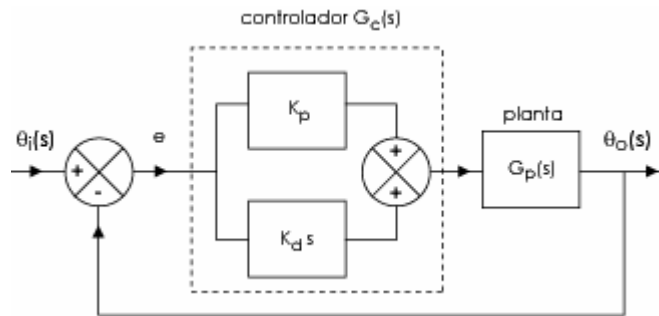 controlador G_c(s)
K_p
planta
θ_i(s)
e
θ_o(s)
+
+
G_p(s)
-
+
K_d s